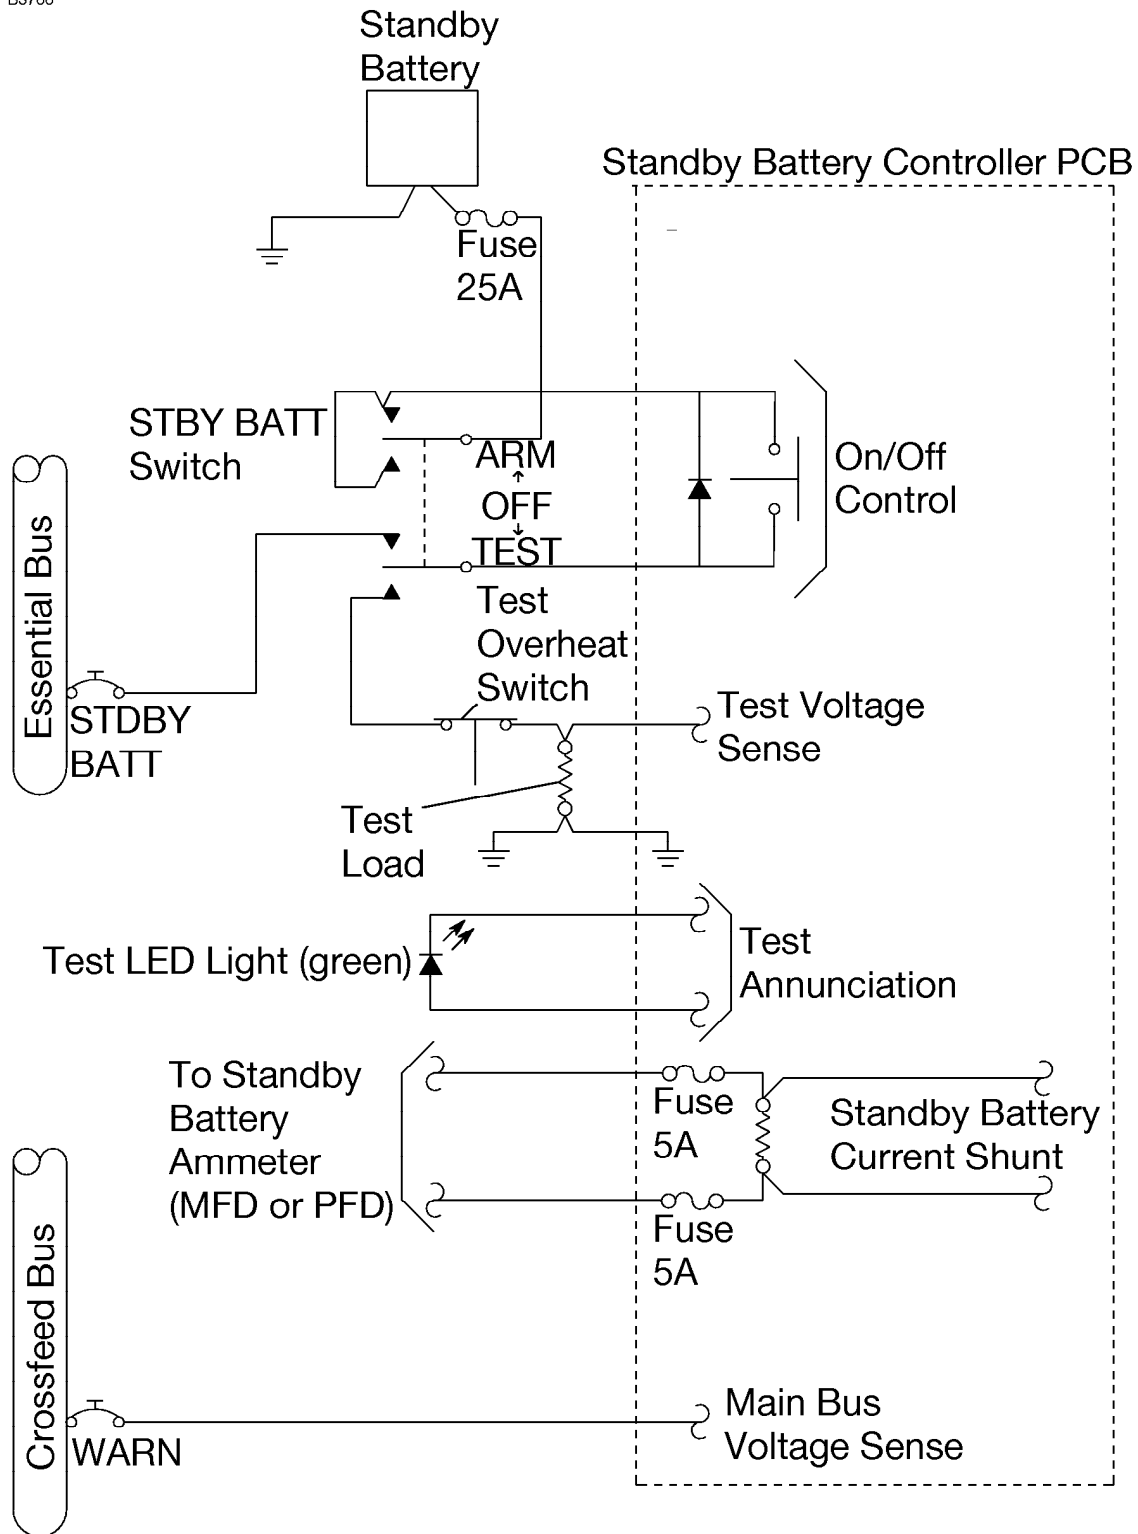 Standby
Battery
Standby Battery Controller PCB
Fuse
25A
STBY BATT
Switch
ARM
OFF
TEST
On/Off
Control
Essential Bus
STDBY
BATT
Test
Overheat
Switch
Test Voltage
Sense
Test
Load
Test LED Light (green)
Test
Annunciation
To Standby
Battery
Ammeter
(MFD or PFD)
Fuse
5A
Standby Battery
Current Shunt
Fuse
5A
Crossfeed Bus
WARN
Main Bus
Voltage Sense